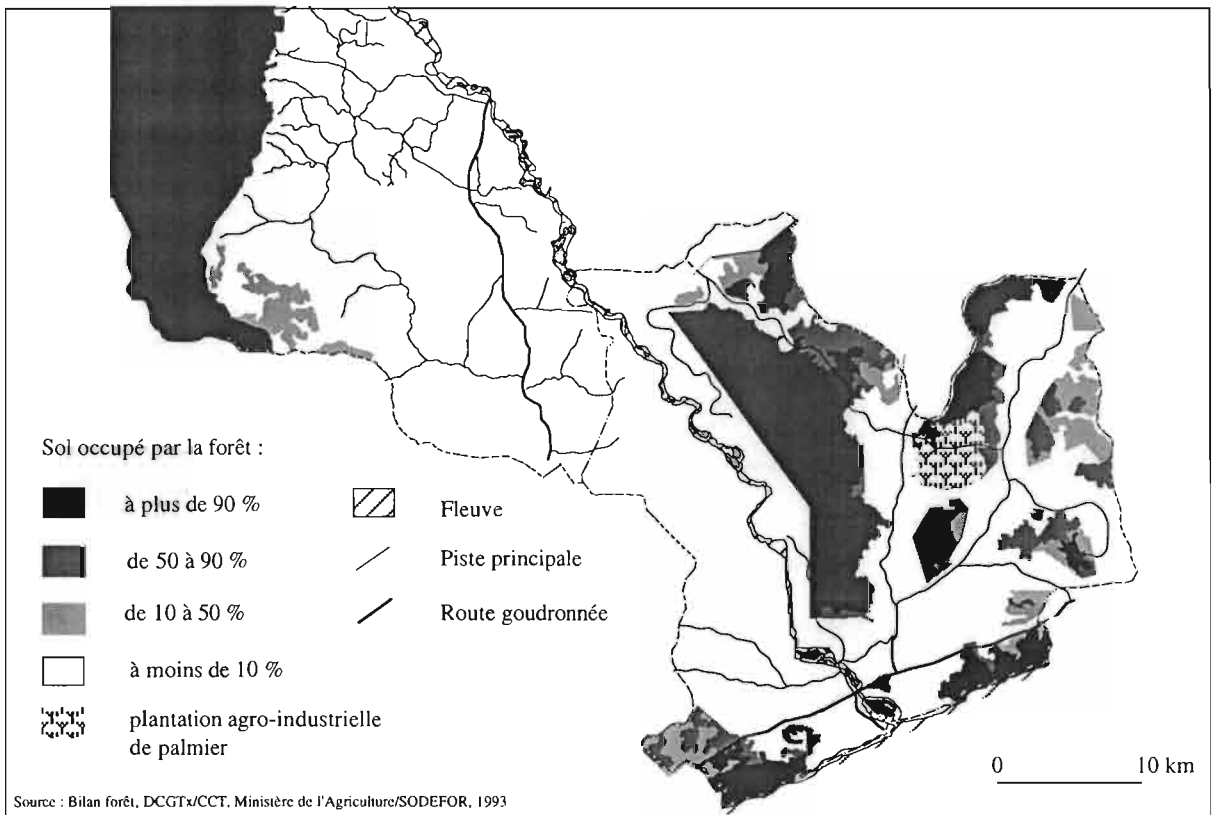 Sol occupé par la forêt :
à plus de 90 %
de 50 à 90 %
de 10 à 50 %
à moins de 10 %
plantation agro-industrielle
de palmier
Fleuve
Piste principale
Route goudronnée
0 10 km
Source : Bilan forêt, DCGTx/CCT, Ministère de l'Agriculture/SODEFOR, 1993